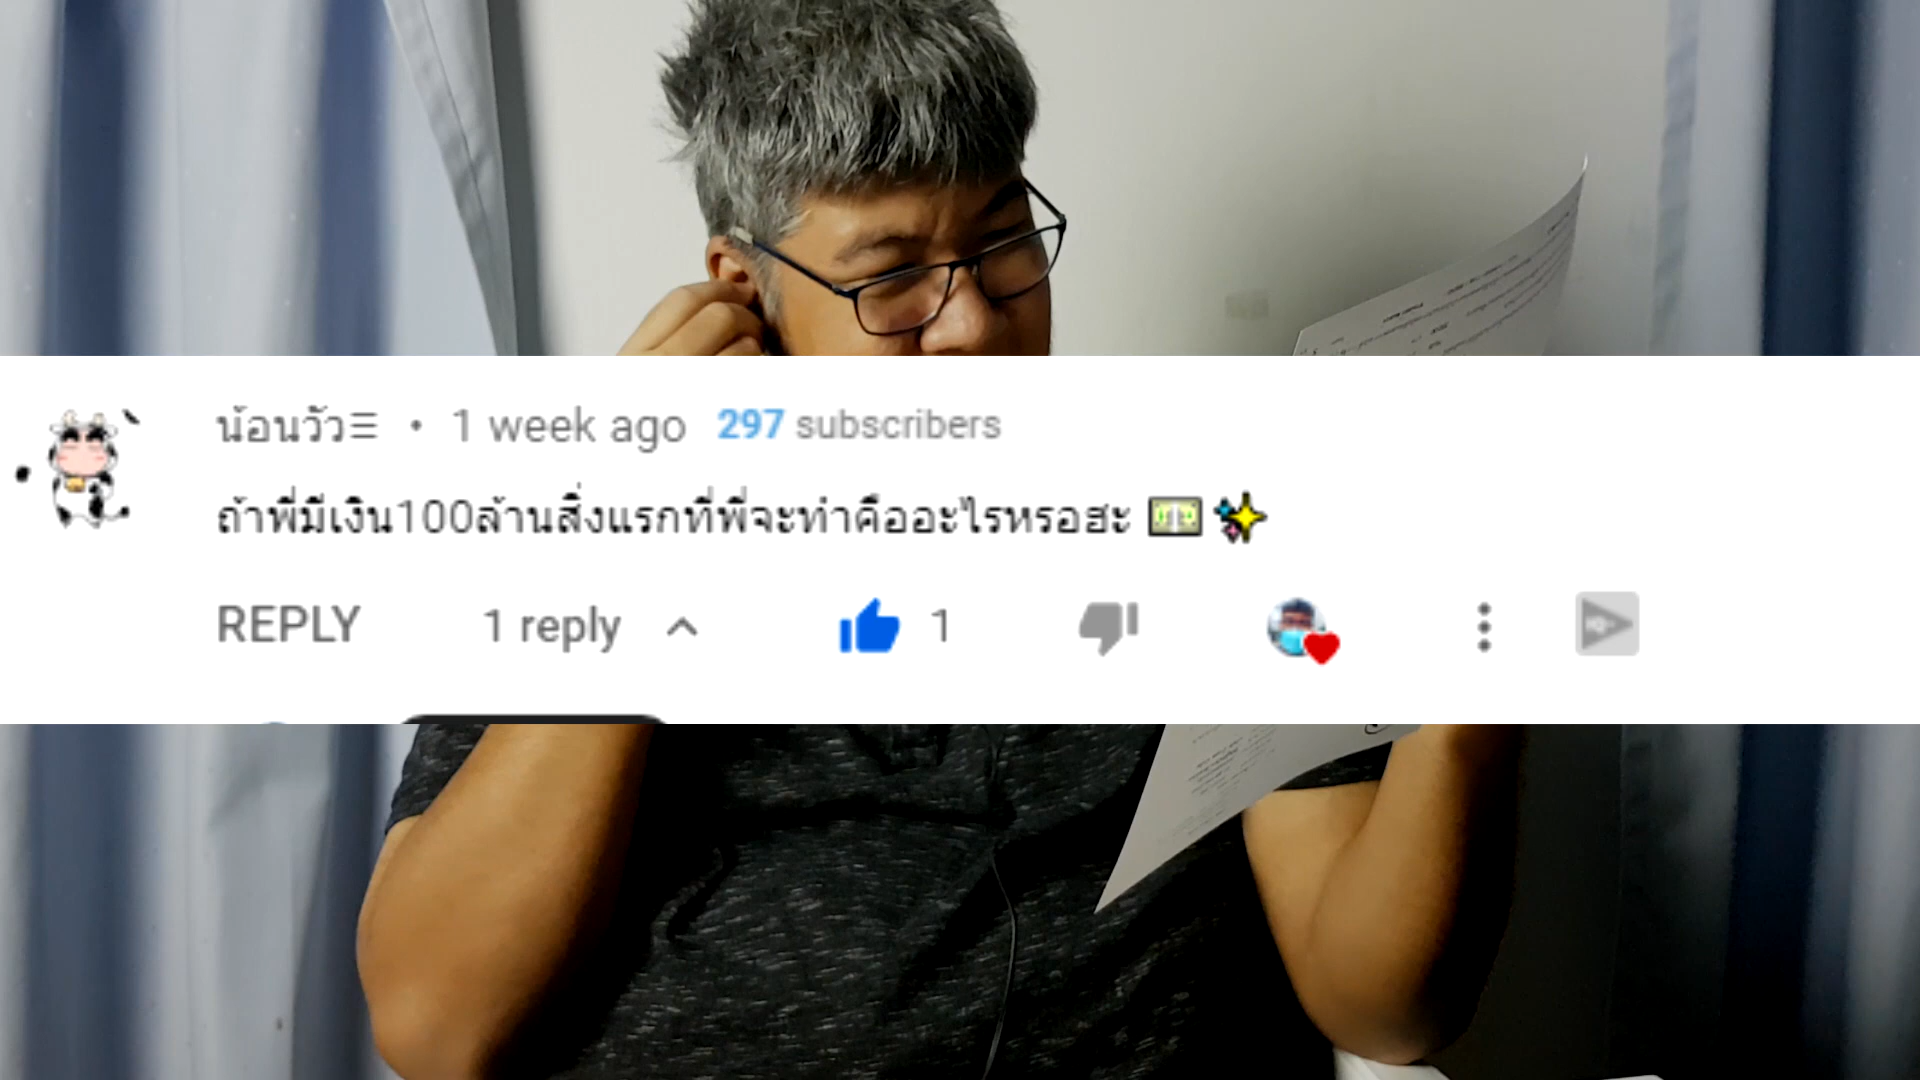 น้อนวัว☰ • 1 week ago 297 subscribers
ถ้าพี่มีเงิน100ล้านสิ่งแรกที่พี่จะทำคืออะไรหรอฮะ 💵✨
REPLY 1 reply 1